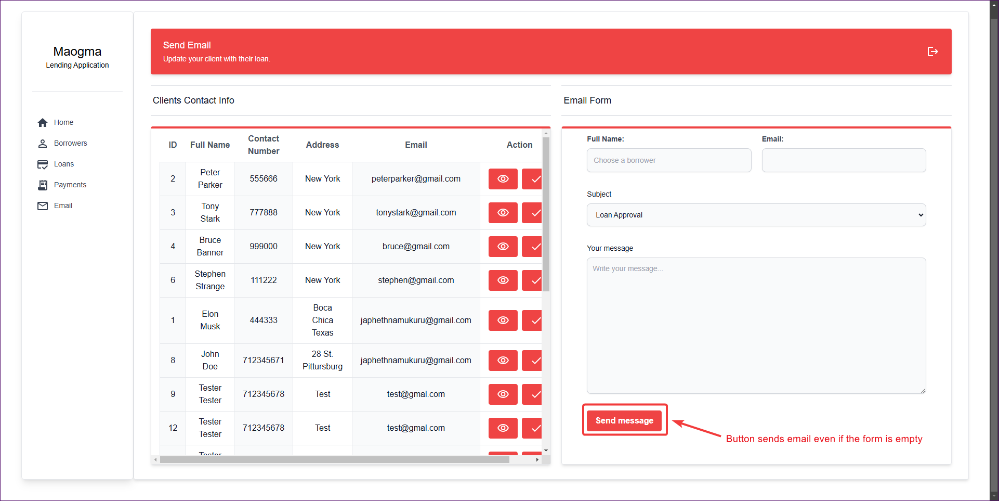 Maogma
Lending Application
Home
Borrowers
Loans
Payments
Email
Send Email
Update your client with their loan.
Clients Contact Info
ID Full Name Contact Number Address Email Action
2 Peter Parker 555666 New York peterparker@gmail.com
3 Tony Stark 777888 New York tonystark@gmail.com
4 Bruce Banner 999000 New York bruce@gmail.com
6 Stephen Strange 111222 New York stephen@gmail.com
1 Elon Musk 444333 Boca Chica Texas japhethnamukuru@gmail.com
8 John Doe 712345671 28 St. Pittursburg japhethnamukuru@gmail.com
9 Tester Tester 712345678 Test test@gmal.com
12 Tester Tester 712345678 Test test@gmal.com
Tester
Email Form
Full Name: Email:
Choose a borrower
Subject
Loan Approval
Your message
Write your message...
Send message
Button sends email even if the form is empty